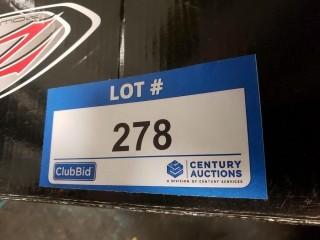 LOT #
278
ClubBid
CENTURY
AUCTIONS
A DIVISION OF CENTURY SERVICES